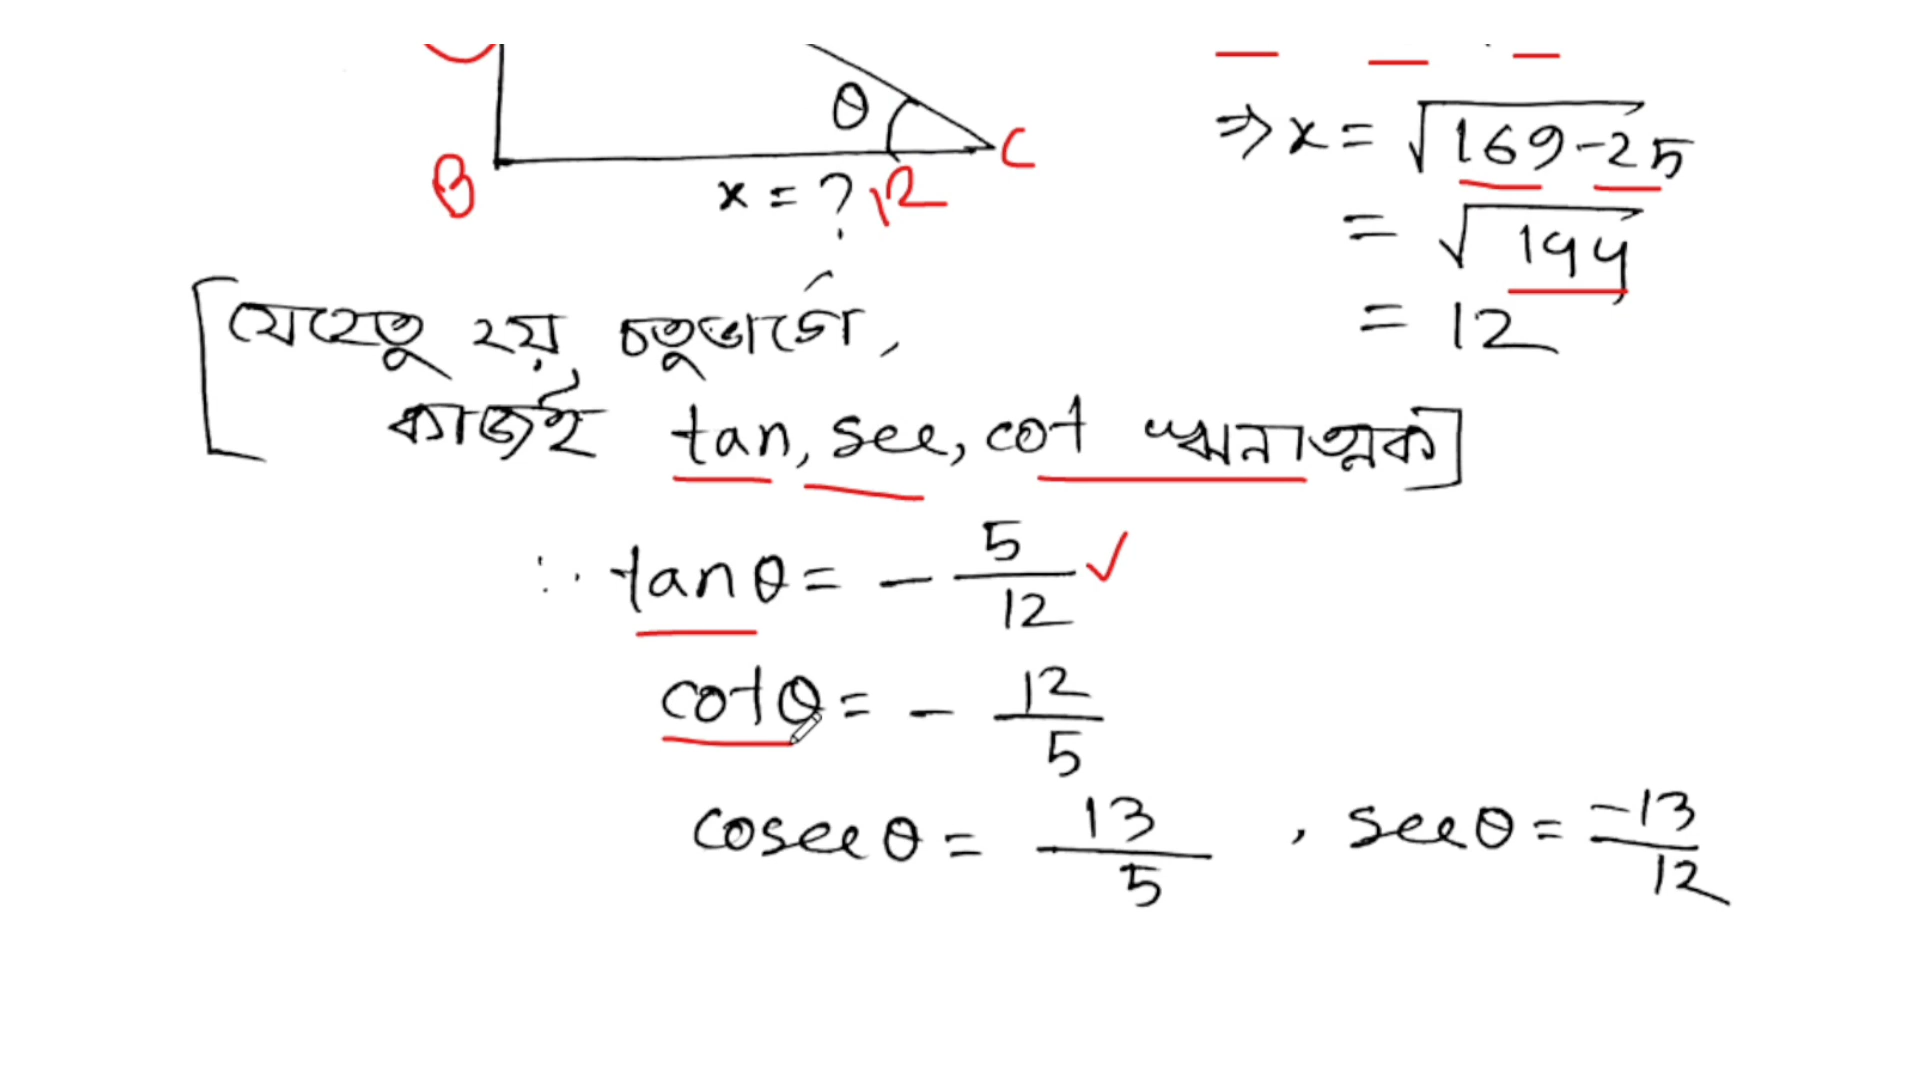 θ
B
C
x = ? 12
⇒ x = √169-25
= √144
= 12
[যেহেতু ২য় চতুর্ভাগে,
কাজেই tan, sec, cot ঋনাত্মক]
∴ tanθ = - 5/12 ✓
cotθ = - 12/5
cosecθ = 13/5 , secθ = -13/12